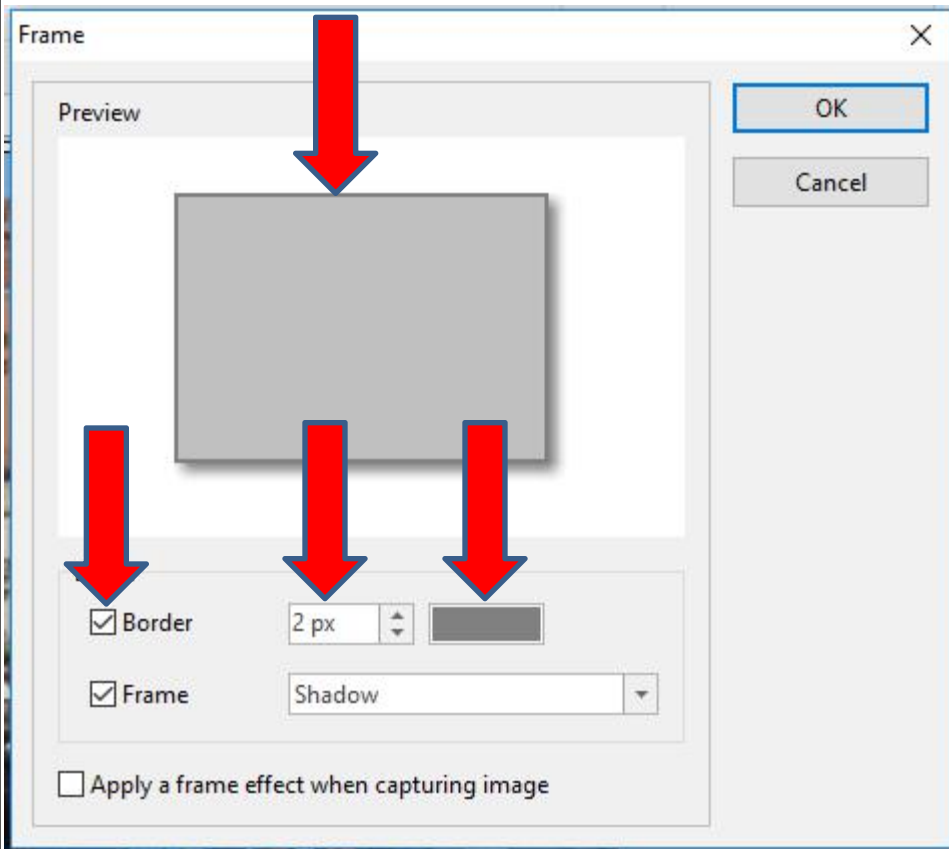 Frame
Preview
OK
Cancel
Border
2 px
Frame
Shadow
Apply a frame effect when capturing image